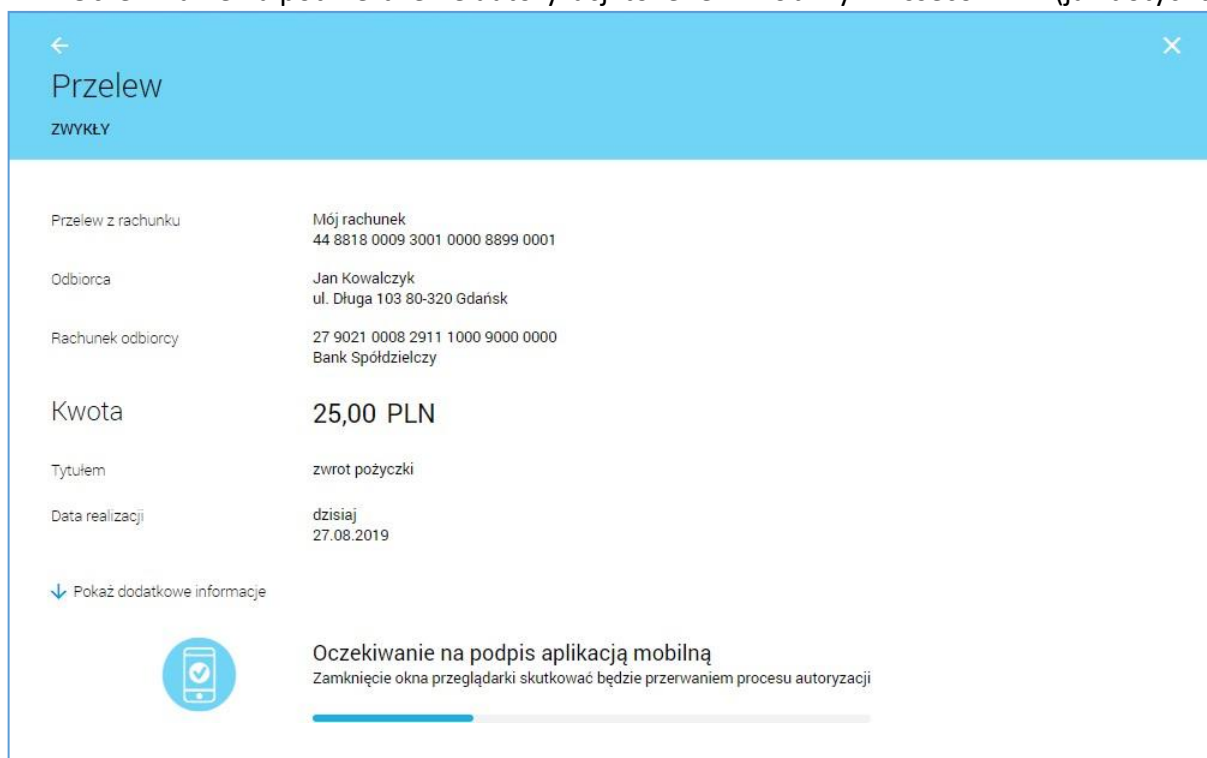 Przelew
ZWYKŁY
Przelew z rachunku
Mój rachunek
44 8818 0009 3001 0000 8899 0001
Odbiorca
Jan Kowalczyk
ul. Długa 103 80-320 Gdańsk
Rachunek odbiorcy
27 9021 0008 2911 1000 9000 0000
Bank Spółdzielczy
Kwota
25,00 PLN
Tytułem
zwrot pożyczki
Data realizacji
dzisiaj
27.08.2019
Pokaż dodatkowe informacje
Oczekiwanie na podpis aplikacją mobilną
Zamknięcie okna przeglądarki skutkować będzie przerwaniem procesu autoryzacji